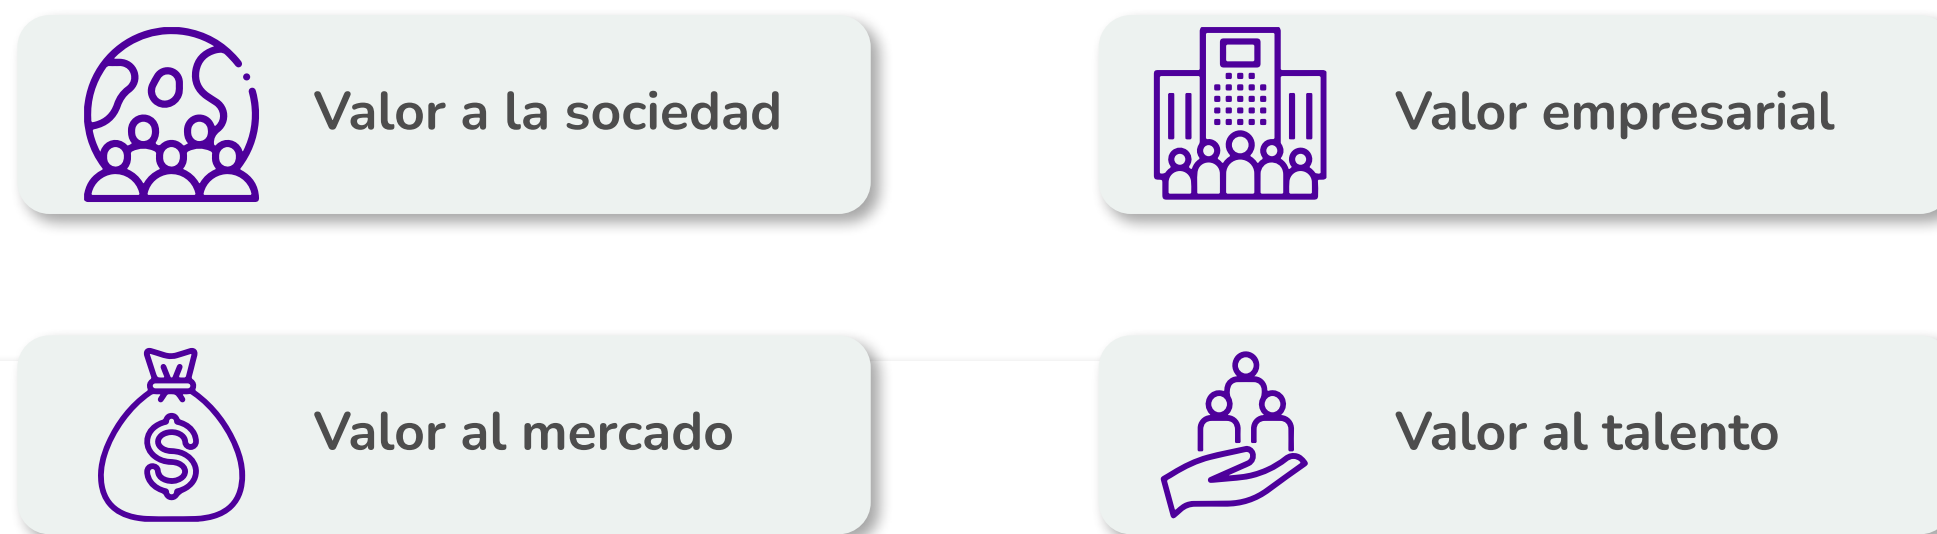 Valor a la sociedad
Valor empresarial
Valor al mercado
Valor al talento